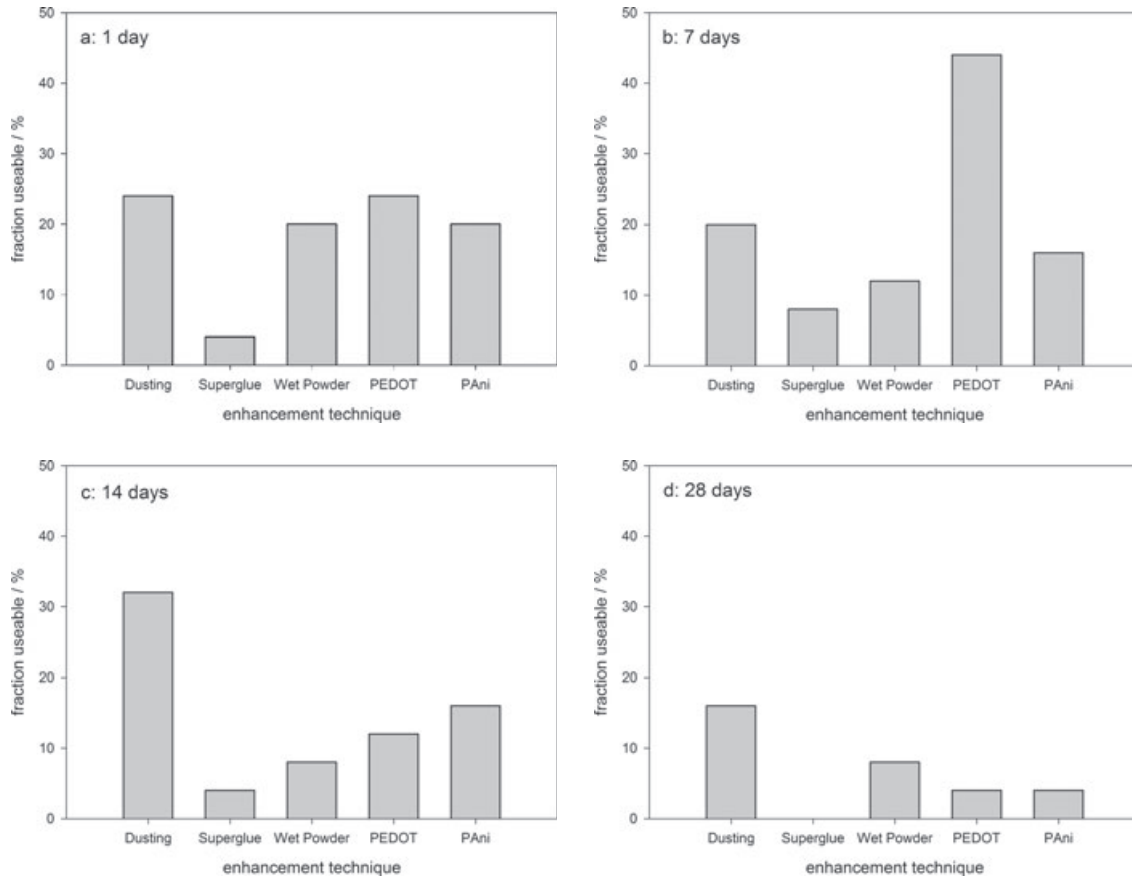 a: 1 day
50
40
30
20
10
0
fraction useable / %
Dusting Superglue Wet Powder PEDOT PAni
enhancement technique
b: 7 days
50
40
30
20
10
0
fraction useable / %
Dusting Superglue Wet Powder PEDOT PAni
enhancement technique
c: 14 days
50
40
30
20
10
0
fraction useable / %
Dusting Superglue Wet Powder PEDOT PAni
enhancement technique
d: 28 days
50
40
30
20
10
0
fraction useable / %
Dusting Superglue Wet Powder PEDOT PAni
enhancement technique